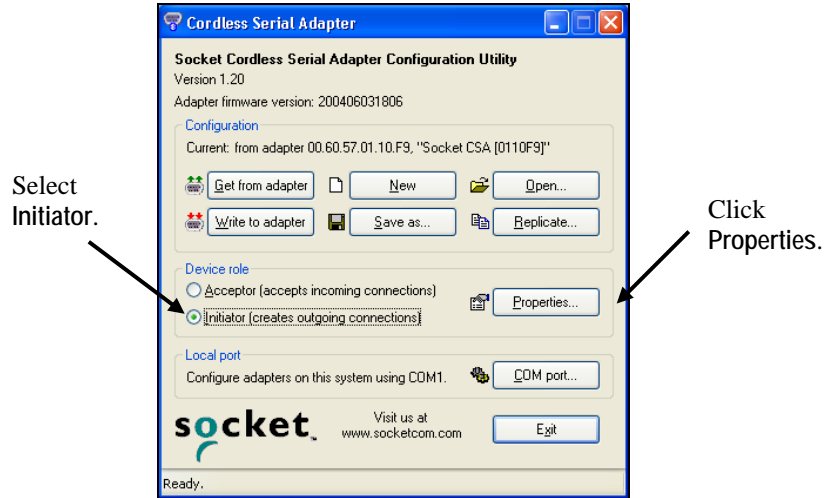 Cordless Serial Adapter
Socket Cordless Serial Adapter Configuration Utility
Version 1.20
Adapter firmware version: 200406031806
Configuration
Current: from adapter 00.60.57.01.10.F9, "Socket CSA [0110F9]"
Get from adapter
New
Open...
Write to adapter
Save as...
Replicate...
Select
Initiator.
Click
Properties.
Device role
Acceptor (accepts incoming connections)
Initiator (creates outgoing connections)
Properties...
Local port
Configure adapters on this system using COM1.
COM port...
socket™
Visit us at
www.socketcom.com
Exit
Ready.